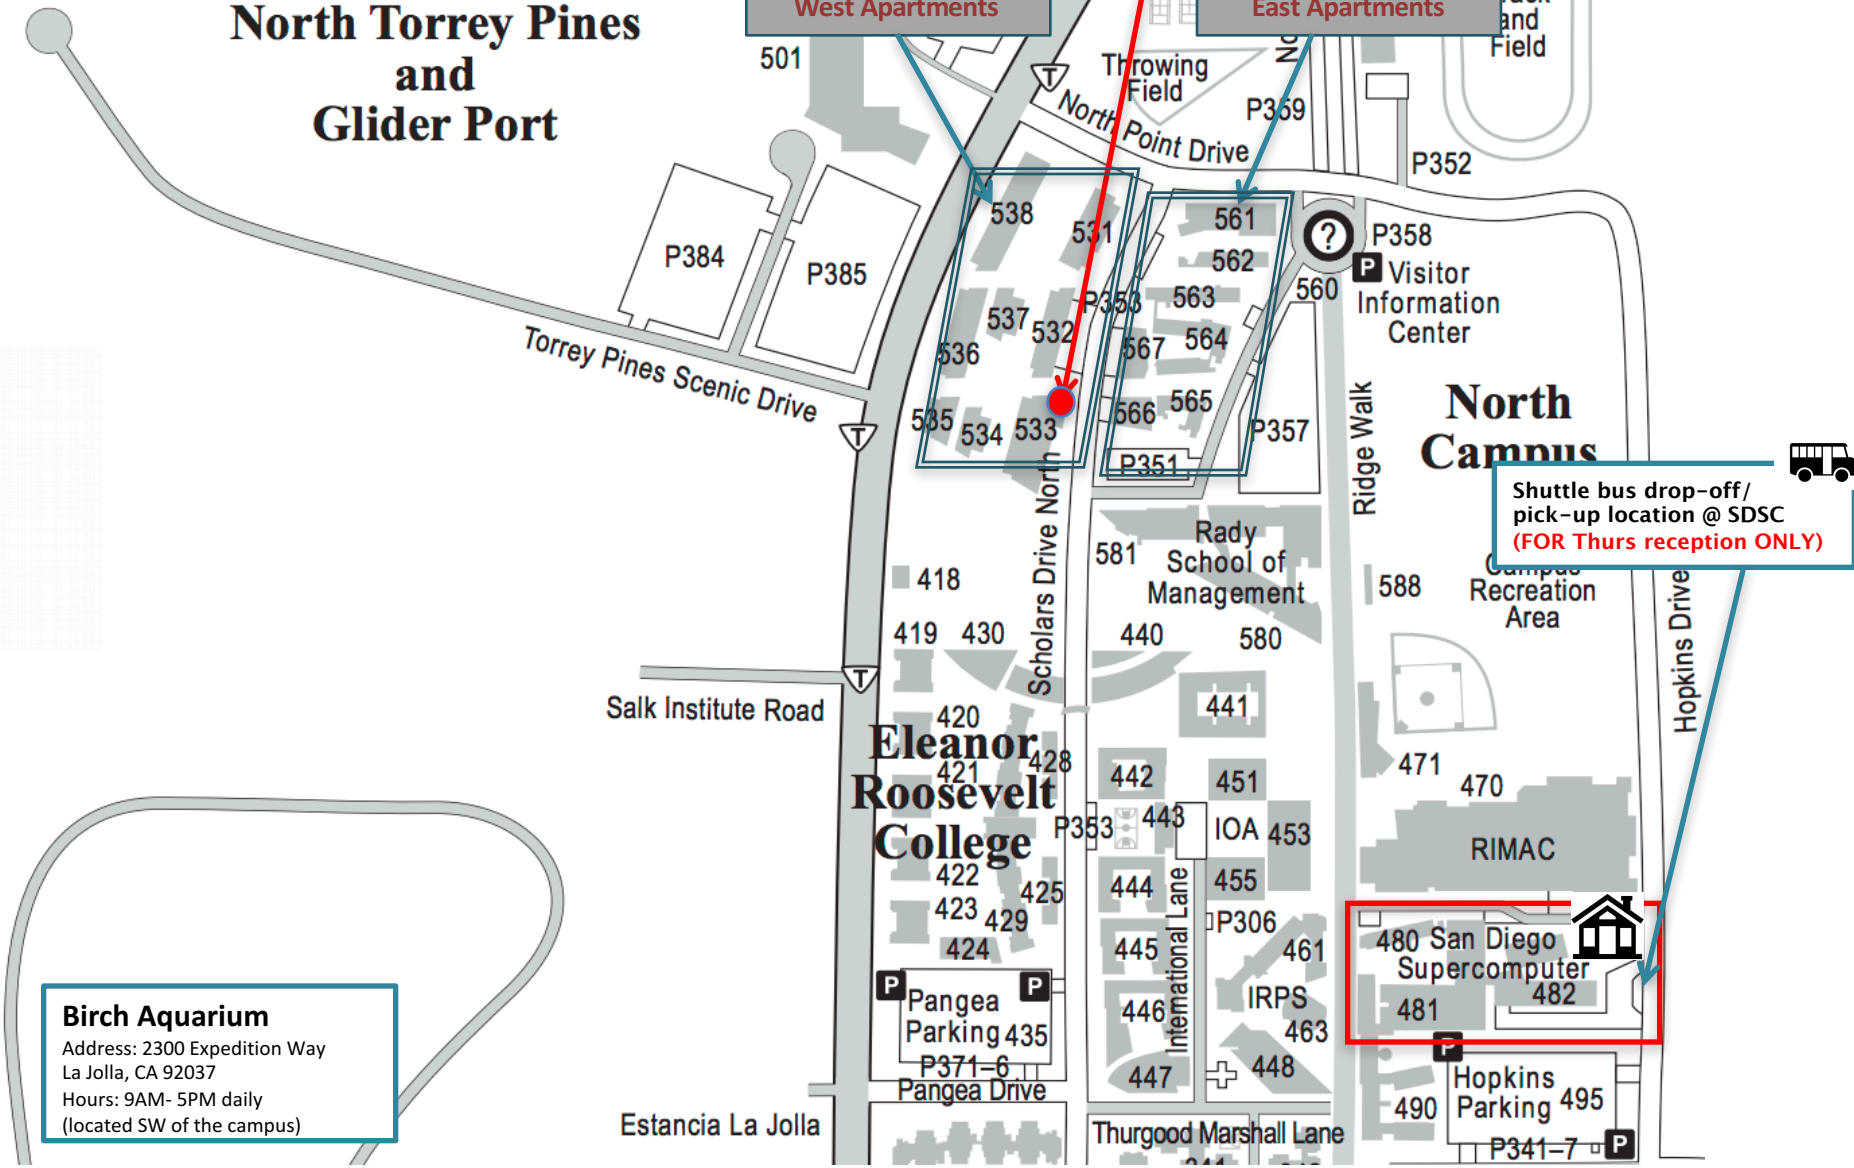 West Apartments
East Apartments
and
Field
North Torrey Pines
and
Glider Port
501
T
Throwing
Field
P359
North Point Drive
P352
538
531
561
?
P358
562
P
Visitor
Information
Center
560
P384
P385
P353
563
537
532
567
564
536
Torrey Pines Scenic Drive
T
535
534
533
566
565
P357
P351
Ridge Walk
North
Campus
Shuttle bus drop-off/
pick-up location @ SDSC
(FOR Thurs reception ONLY)
Campus
Recreation
Area
Scholars Drive North
581
Rady
School of
Management
580
588
Hopkins Drive
418
419
430
440
T
Salk Institute Road
441
420
Eleanor
Roosevelt
College
421
428
442
451
471
470
P353
443
IOA
453
RIMAC
422
425
444
455
International Lane
423
429
P306
424
445
461
480
San Diego
Supercomputer
481
482
P
P
Pangea
Parking 435
P371–6
446
IRPS
463
447
448
Pangea Drive
P
Hopkins
Parking 495
490
P341–7
P
Estancia La Jolla
Thurgood Marshall Lane
Birch Aquarium
Address: 2300 Expedition Way
La Jolla, CA 92037
Hours: 9AM- 5PM daily
(located SW of the campus)